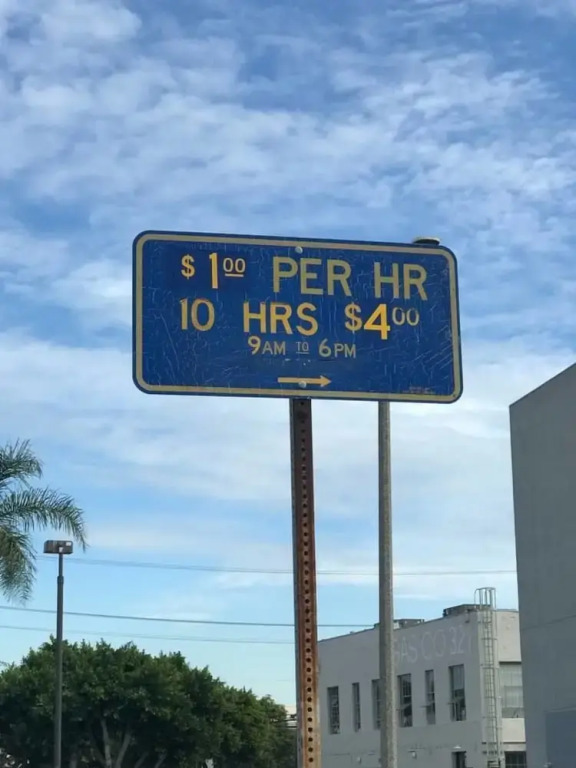 $1.00 PER HR
10 HRS $4.00
9AM TO 6PM